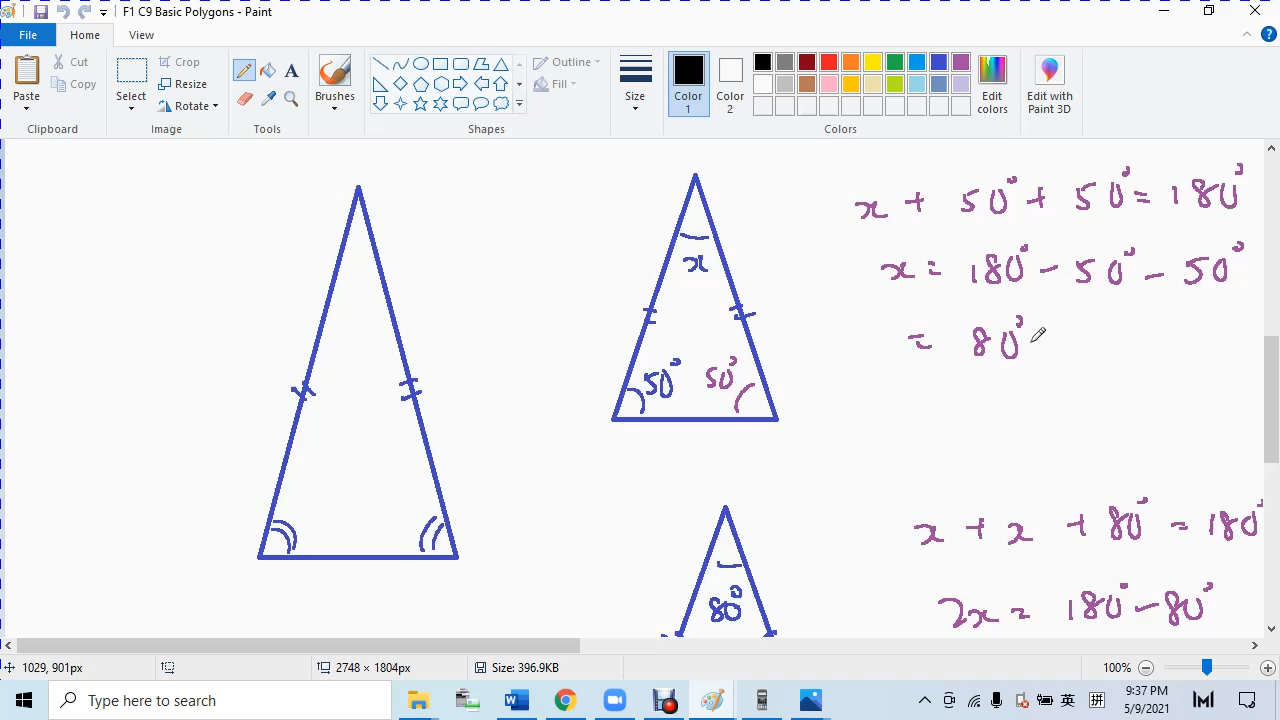 F1 C9 Basic Polygons - Paint
File Home View
Paste
Cut
Copy
Clipboard
Select
Crop
Resize
Rotate
Image
A
Tools
Brushes
Shapes
Outline
Fill
Size
Color 1
Color 2
Edit colors
Colors
Edit with Paint 3D
x + 50° + 50° = 180°
x = 180° - 50° - 50°
= 80°
x
50° 50°
x + x + 80° = 180°
2x = 180° - 80°
80°
1029, 901px
2748 × 1804px
Size: 396.9KB
100%
Type here to search
英
拼
9:37 PM
5/9/2021